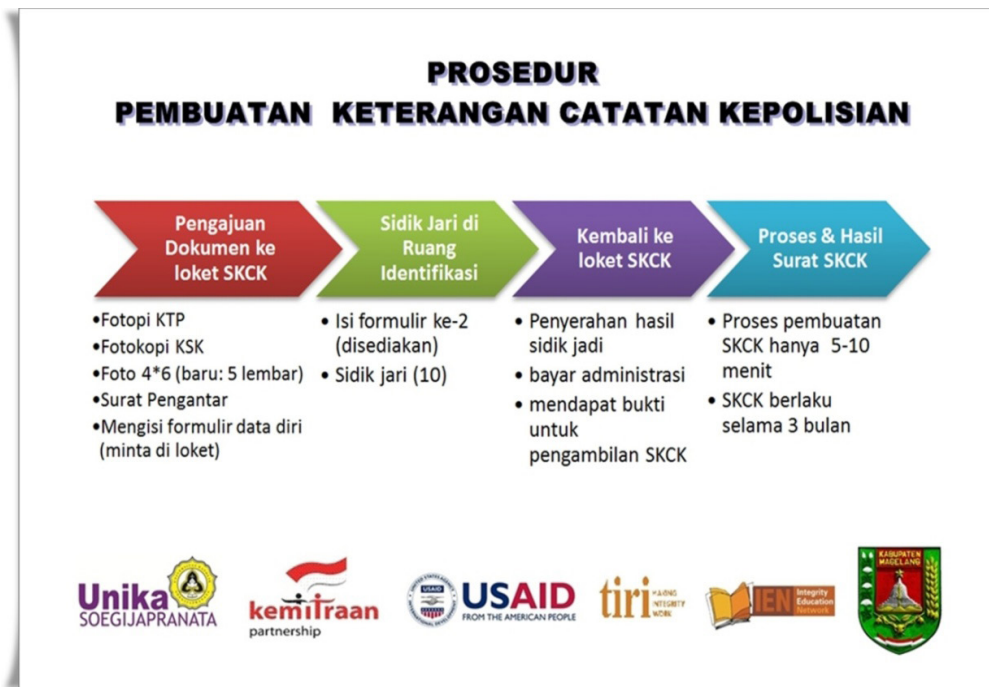 PROSEDUR
PEMBUATAN KETERANGAN CATATAN KEPOLISIAN
Pengajuan
Dokumen ke
loket SKCK
•Fotopi KTP
•Fotokopi KSK
•Foto 4*6 (baru: 5 lembar)
•Surat Pengantar
•Mengisi formulir data diri
(minta di loket)
Sidik Jari di
Ruang
Identifikasi
• Isi formulir ke-2
(disediakan)
• Sidik jari (10)
Kembali ke
loket SKCK
• Penyerahan hasil
sidik jadi
• bayar administrasi
• mendapat bukti
untuk
pengambilan SKCK
Proses & Hasil
Surat SKCK
• Proses pembuatan
SKCK hanya 5-10
menit
• SKCK berlaku
selama 3 bulan
Unika
SOEGIJAPRANATA
kemitraan
partnership
USAID
USAID
FROM THE AMERICAN PEOPLE
tiri
MAKING
INTEGRITY
WORK
IEN
Integrity
Education
Network
KABUPATEN
MAGELANG